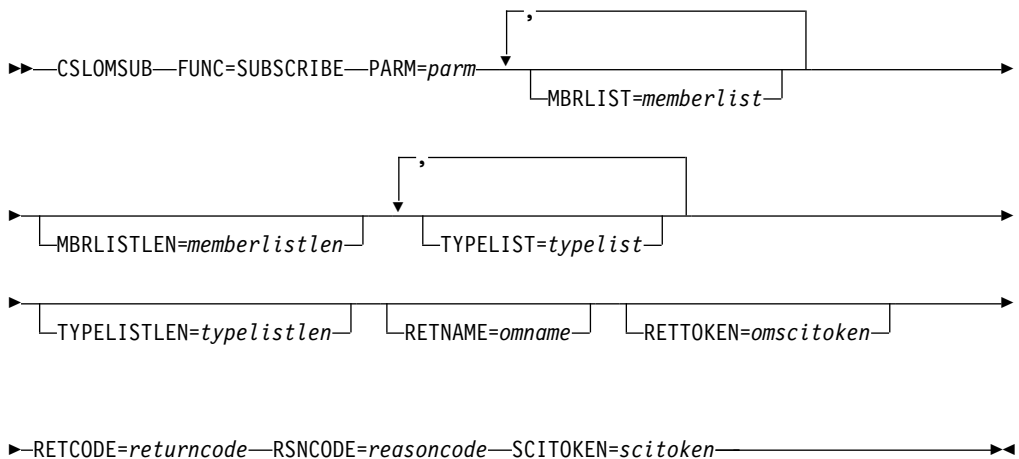 ,
CSLOMSUB FUNC=SUBSCRIBE PARM=parm
MBRLIST=memberlist
,
MBRLISTLEN=memberlistlen
TYPELIST=typelist
TYPELISTLEN=typelistlen RETNAME=omname RETTOKEN=omscitoken
RETCODE=returncode RSNCODE=reasoncode SCITOKEN=scitoken